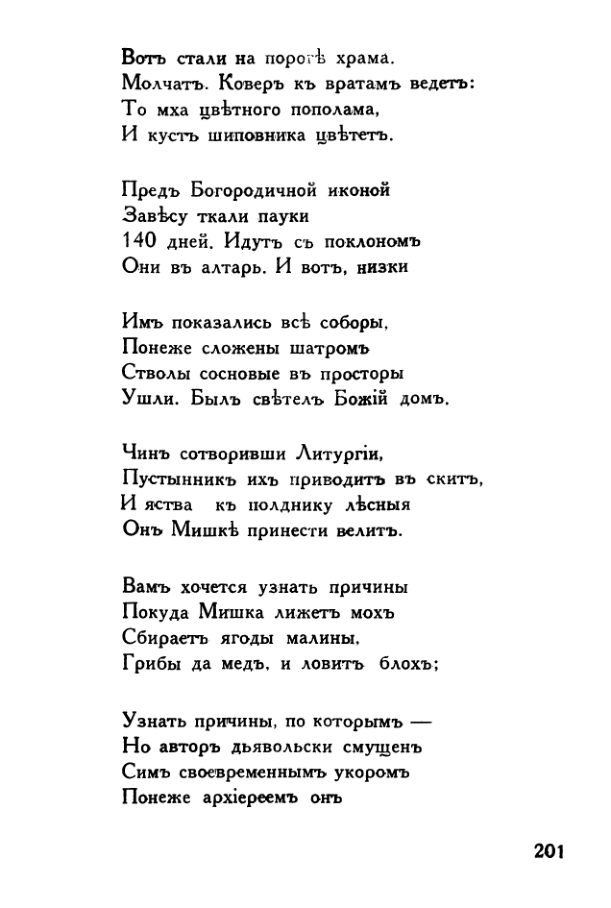 Вотъ стали на порогѣ храма.
Молчатъ. Коверъ къ вратамъ ведетъ:
То мха цвѣтного пополама,
И кустъ шиповника цвѣтетъ.
Предъ Богородичной иконой
Завѣсу ткали пауки
140 дней. Идутъ съ поклономъ
Они въ алтарь. И вотъ, низки
Имъ показались всѣ соборы,
Понеже сложены шатромъ
Стволы сосновые въ просторы
Ушли. Былъ свѣтелъ Божій домъ.
Чинъ сотворивши Литургіи,
Пустынникъ ихъ приводитъ въ скитъ,
И яства къ полднику лѣсныя
Онъ Мишкѣ принести велитъ.
Вамъ хочется узнать причины
Покуда Мишка лижетъ мохъ
Сбираетъ ягоды малины,
Грибы да медъ, и ловитъ блохъ;
Узнать причины, по которымъ —
Но авторъ дьявольски смущенъ
Симъ своевременнымъ укоромъ
Понеже архіереемъ онъ
201